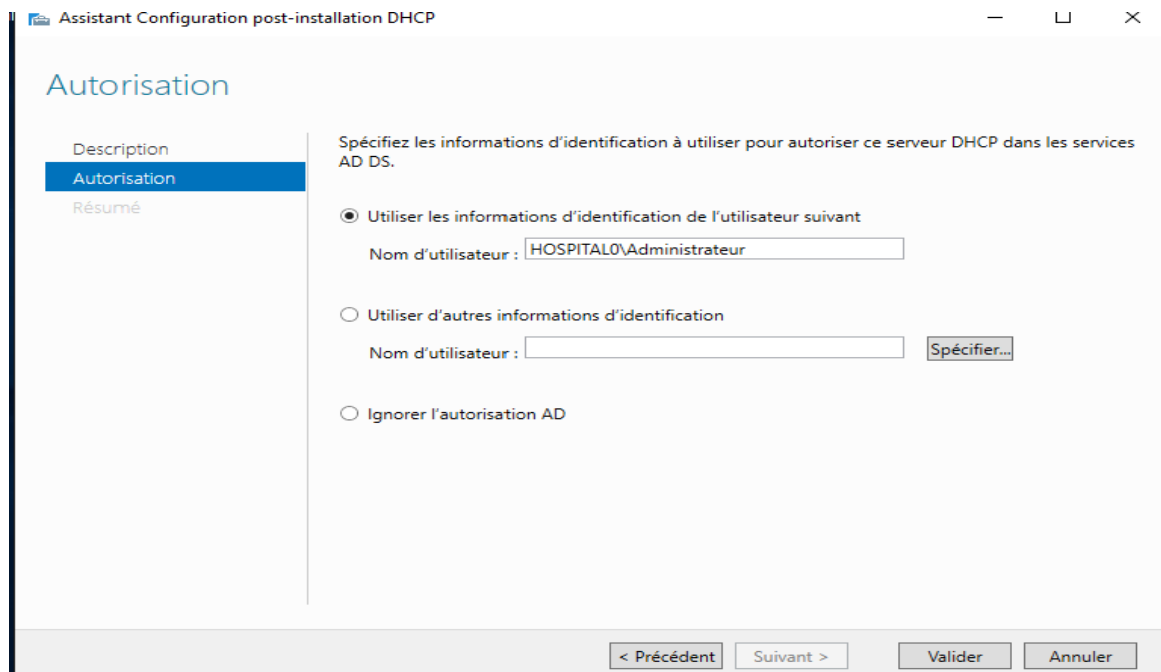 Assistant Configuration post-installation DHCP
Autorisation
Description
Autorisation
Résumé
Spécifiez les informations d'identification à utiliser pour autoriser ce serveur DHCP dans les services
AD DS.
Utiliser les informations d'identification de l'utilisateur suivant
Nom d'utilisateur : HOSPITAL0\Administrateur
Utiliser d'autres informations d'identification
Nom d'utilisateur : Spécifier...
Ignorer l'autorisation AD
< Précédent Suivant > Valider Annuler